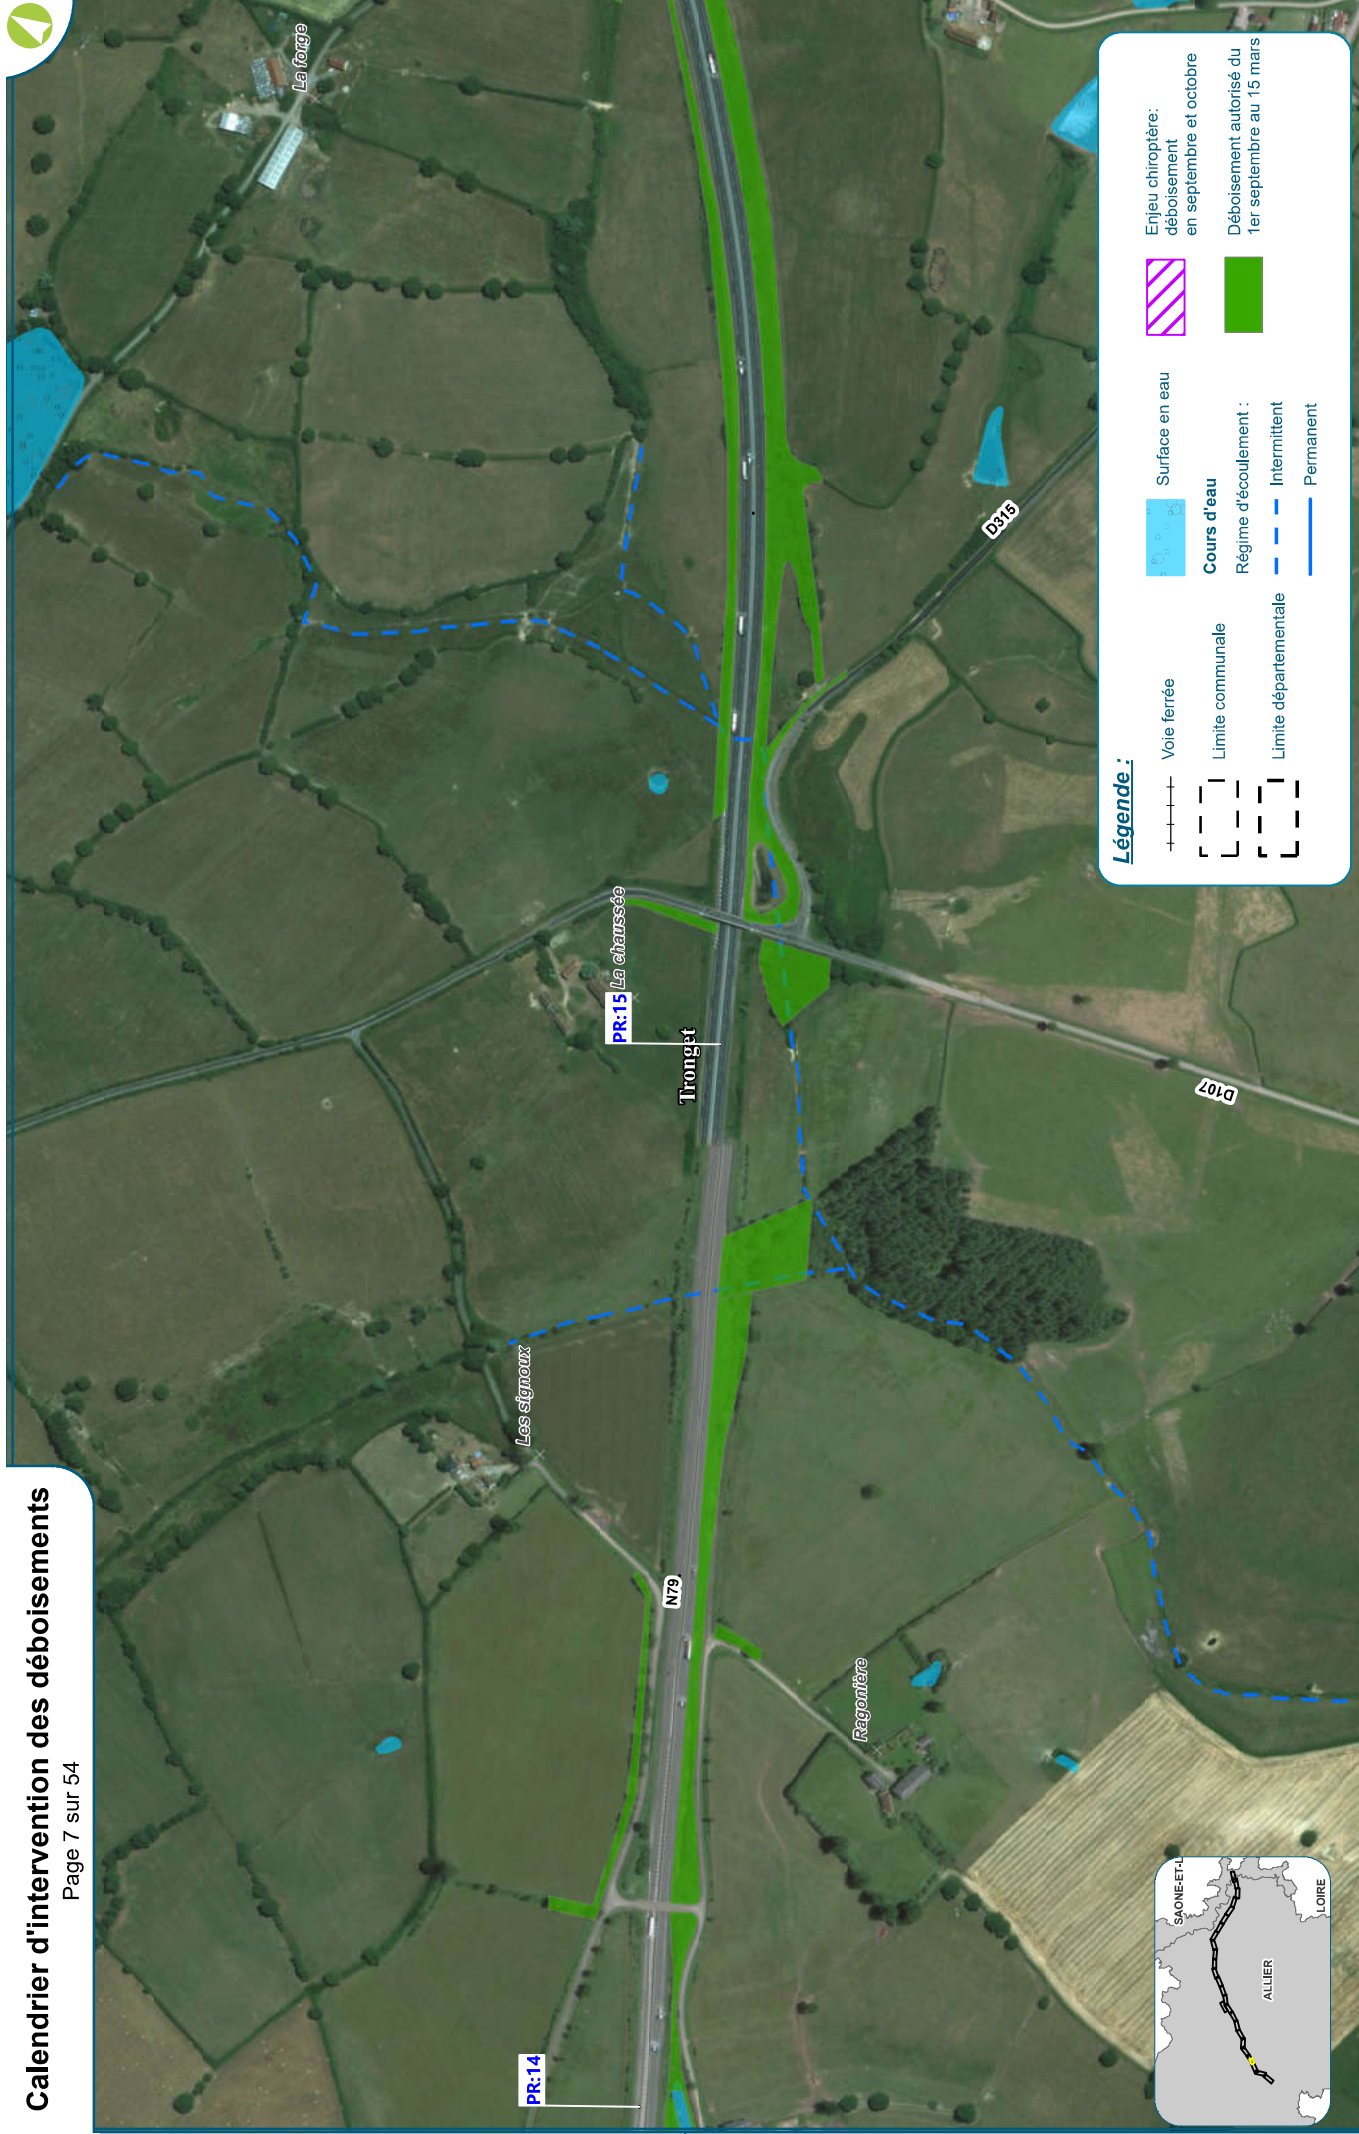 Calendrier d'intervention des déboisements
Page 7 sur 54
La forge
La chaussée
PR:15
Tronget
Les signoux
N79
Ragonière
PR:14
D315
D107
Légende :
Voie ferrée
Limite communale
Limite départementale
Surface en eau
Cours d'eau
Régime d'écoulement :
Intermittent
Permanent
Enjeu chiroptère:
déboisement
en septembre et octobre
Déboisement autorisé du
1er septembre au 15 mars
SAONE-ET-L
ALLIER
LOIRE